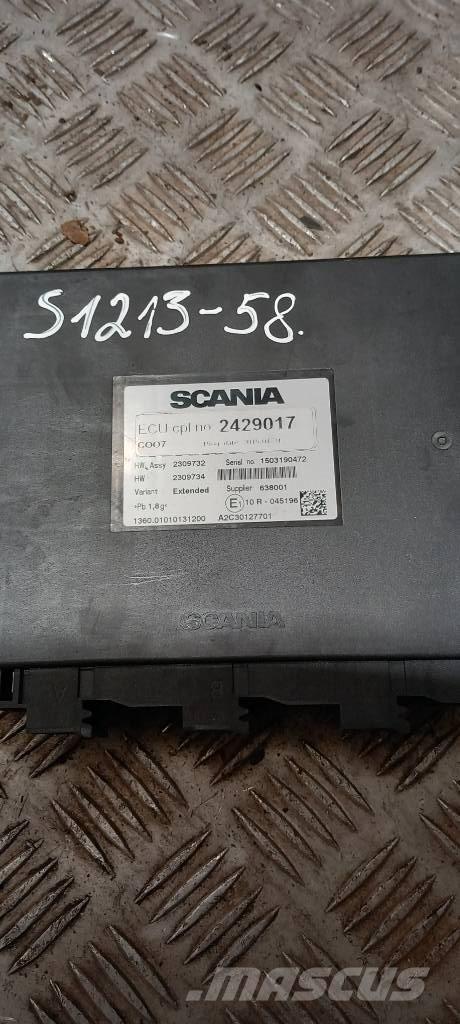 S1213-58.
SCANIA
ECU cpl no. 2429017
COO7
HW Assy 2309732 Serial no. 1503190472
HW 2309734
Variant Extended Supplier 638001
"Pb 1,8g" E1 10 R - 045196
1360.01010131200 A2C30127701
SCANIA
A
B
MASCUS